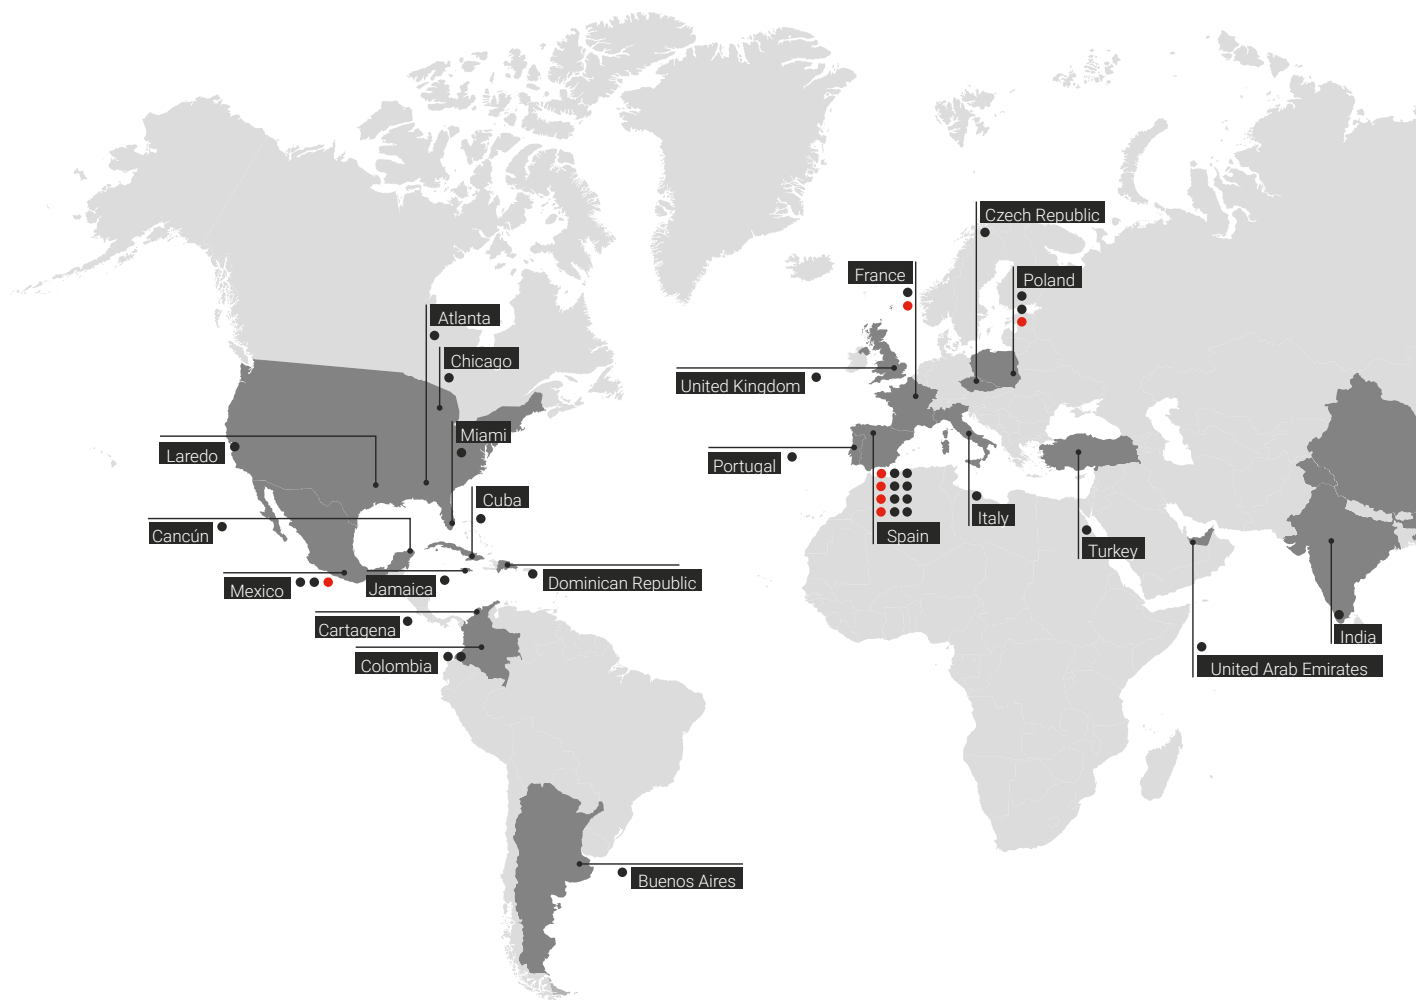 Czech Republic
France
Poland
Atlanta
Chicago
United Kingdom
Miami
Laredo
Portugal
Cuba
Italy
Cancún
Spain
Turkey
Mexico
Jamaica
Dominican Republic
Cartagena
India
Colombia
United Arab Emirates
Buenos Aires